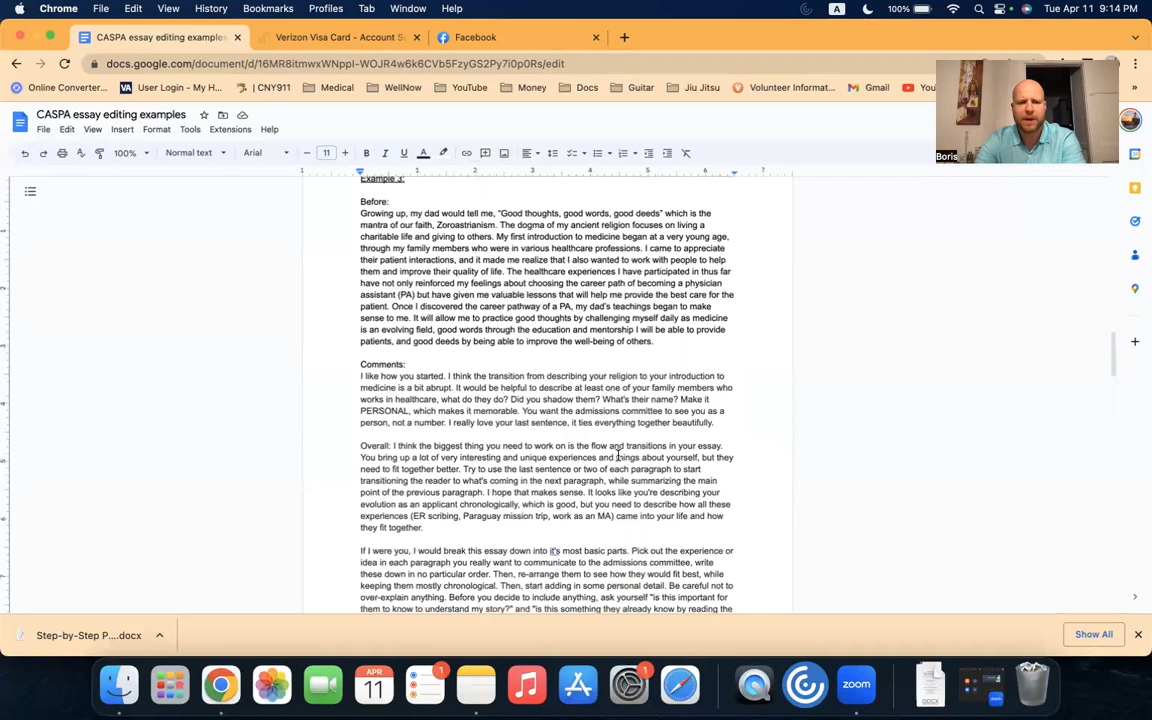 Chrome File Edit View History Bookmarks Profiles Tab Window Help A 100% Tue Apr 11 9:14 PM
CASPA essay editing examples Verizon Visa Card - Account S Facebook
docs.google.com/document/d/16MR8itmwxWNppI-WOJR4w6k6CVb5FzyGS2Py7i0p0Rs/edit
Online Converter... VA User Login - My H... CNY911 Medical WellNow YouTube Money Docs Guitar Jiu Jitsu Volunteer Informat... Gmail You
CASPA essay editing examples
File Edit View Insert Format Tools Extensions Help
100% Normal text Arial 11 B I U A
Boris
1 1 2 3 4 5 6 7
Example 3:
Before:
Growing up, my dad would tell me, “Good thoughts, good words, good deeds” which is the
mantra of our faith, Zoroastrianism. The dogma of my ancient religion focuses on living a
charitable life and giving to others. My first introduction to medicine began at a very young age,
through my family members who were in various healthcare professions. I came to appreciate
their patient interactions, and it made me realize that I also wanted to work with people to help
them and improve their quality of life. The healthcare experiences I have participated in thus far
have not only reinforced my feelings about choosing the career path of becoming a physician
assistant (PA) but have given me valuable lessons that will help me provide the best care for the
patient. Once I discovered the career pathway of a PA, my dad's teachings began to make
sense to me. It will allow me to practice good thoughts by challenging myself daily as medicine
is an evolving field, good words through the education and mentorship I will be able to provide
patients, and good deeds by being able to improve the well-being of others.
Comments:
I like how you started. I think the transition from describing your religion to your introduction to
medicine is a bit abrupt. It would be helpful to describe at least one of your family members who
works in healthcare, what do they do? Did you shadow them? What's their name? Make it
PERSONAL, which makes it memorable. You want the admissions committee to see you as a
person, not a number. I really love your last sentence, it ties everything together beautifully.
Overall: I think the biggest thing you need to work on is the flow and transitions in your essay.
You bring up a lot of very interesting and unique experiences and things about yourself, but they
need to fit together better. Try to use the last sentence or two of each paragraph to start
transitioning the reader to what's coming in the next paragraph, while summarizing the main
point of the previous paragraph. I hope that makes sense. It looks like you're describing your
evolution as an applicant chronologically, which is good, but you need to describe how all these
experiences (ER scribing, Paraguay mission trip, work as an MA) came into your life and how
they fit together.
If I were you, I would break this essay down into it's most basic parts. Pick out the experience or
idea in each paragraph you really want to communicate to the admissions committee, write
these down in no particular order. Then, re-arrange them to see how they would fit best, while
keeping them mostly chronological. Then, start adding in some personal detail. Be careful not to
over-explain anything. Before you decide to include anything, ask yourself "is this important for
them to know to understand my story?" and "is this something they already know by reading the
Step-by-Step P....docx Show All
APR
11 1 1 zoom DOCX zoom